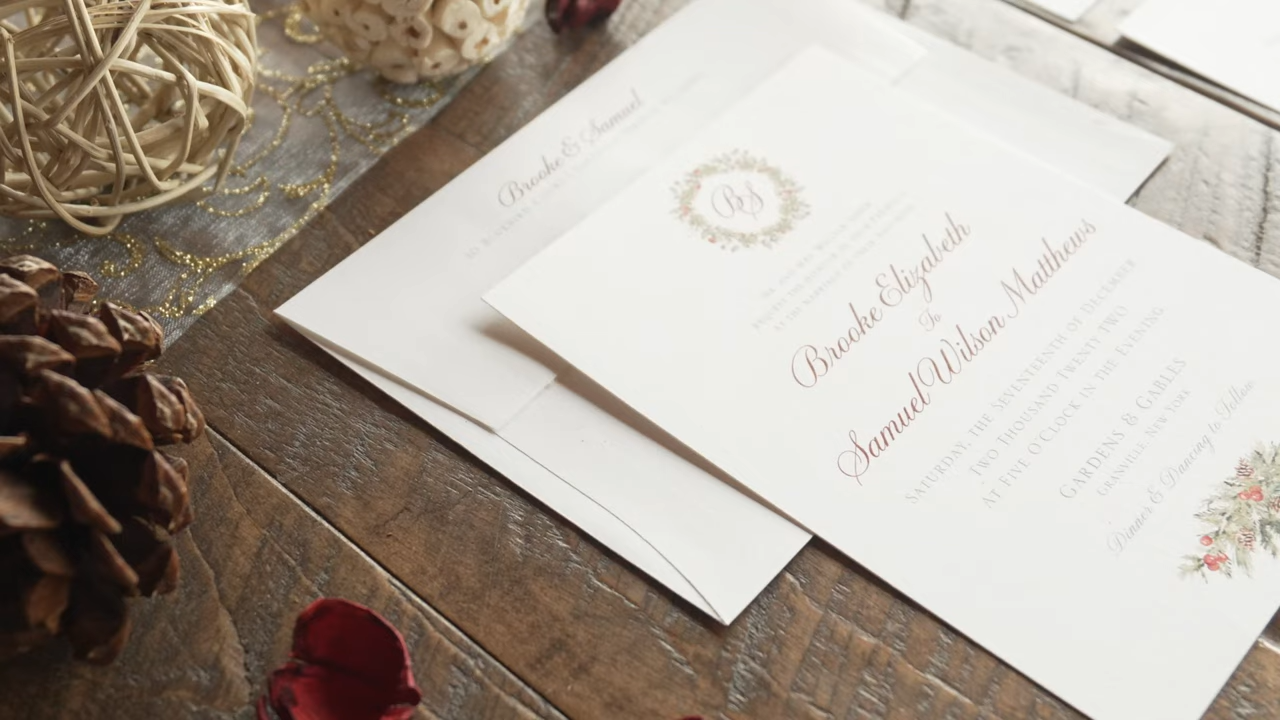 Brooke & Samuel
BS
Brooke Elizabeth
To
Samuel Wilson Matthews
SATURDAY, THE SEVENTEENTH OF DECEMBER
TWO THOUSAND TWENTY TWO
AT FIVE O'CLOCK IN THE EVENING
GARDENS & GABLES
GRANVILLE, NEW YORK
Dinner & Dancing to Follow